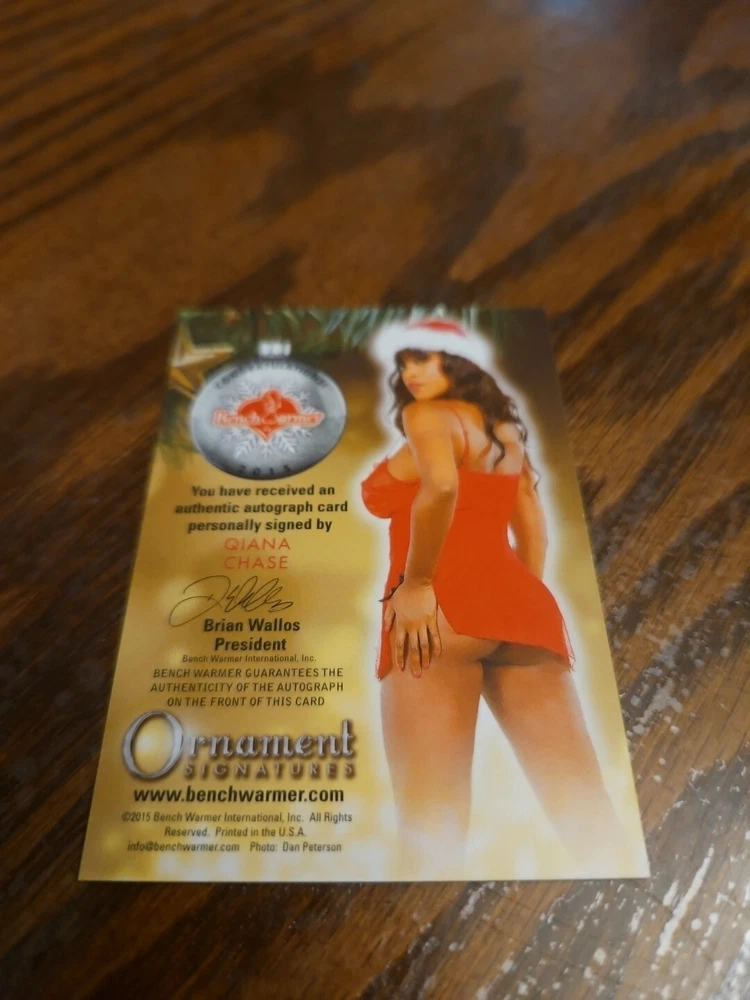 CONGRATULATIONS
BenchWarmer
2015
You have received an
authentic autograph card
personally signed by
QIANA
CHASE
Brian Wallos
President
Bench Warmer International, Inc.
BENCH WARMER GUARANTEES THE
AUTHENTICITY OF THE AUTOGRAPH
ON THE FRONT OF THIS CARD
Ornament
SIGNATURES
www.benchwarmer.com
©2015 Bench Warmer International, Inc. All Rights
Reserved. Printed in the U.S.A.
info@benchwarmer.com Photo: Dan Peterson